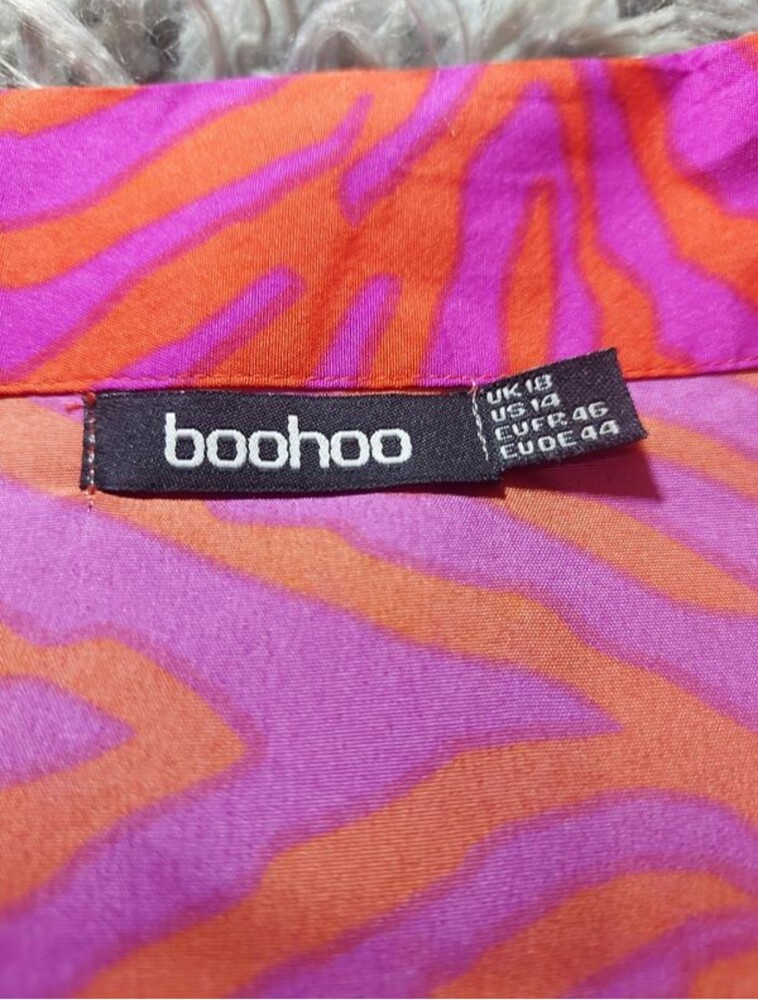 boohoo
UK 18
US 14
EU FR 46
EU DE 44